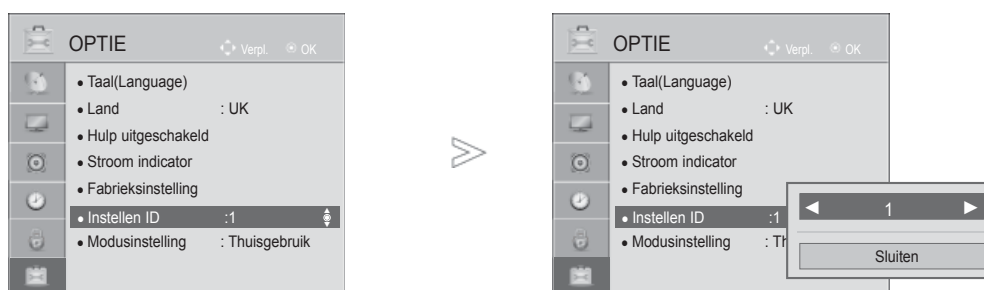 OPTIE Verpl. OK
• Taal(Language)
• Land : UK
• Hulp uitgeschakeld
• Stroom indicator
• Fabrieksinstelling
• Instellen ID :1
• Modusinstelling : Thuisgebruik
OPTIE Verpl. OK
• Taal(Language)
• Land : UK
• Hulp uitgeschakeld
• Stroom indicator
• Fabrieksinstelling
• Instellen ID :1
• Modusinstelling : Th
◄ 1 ►
Sluiten